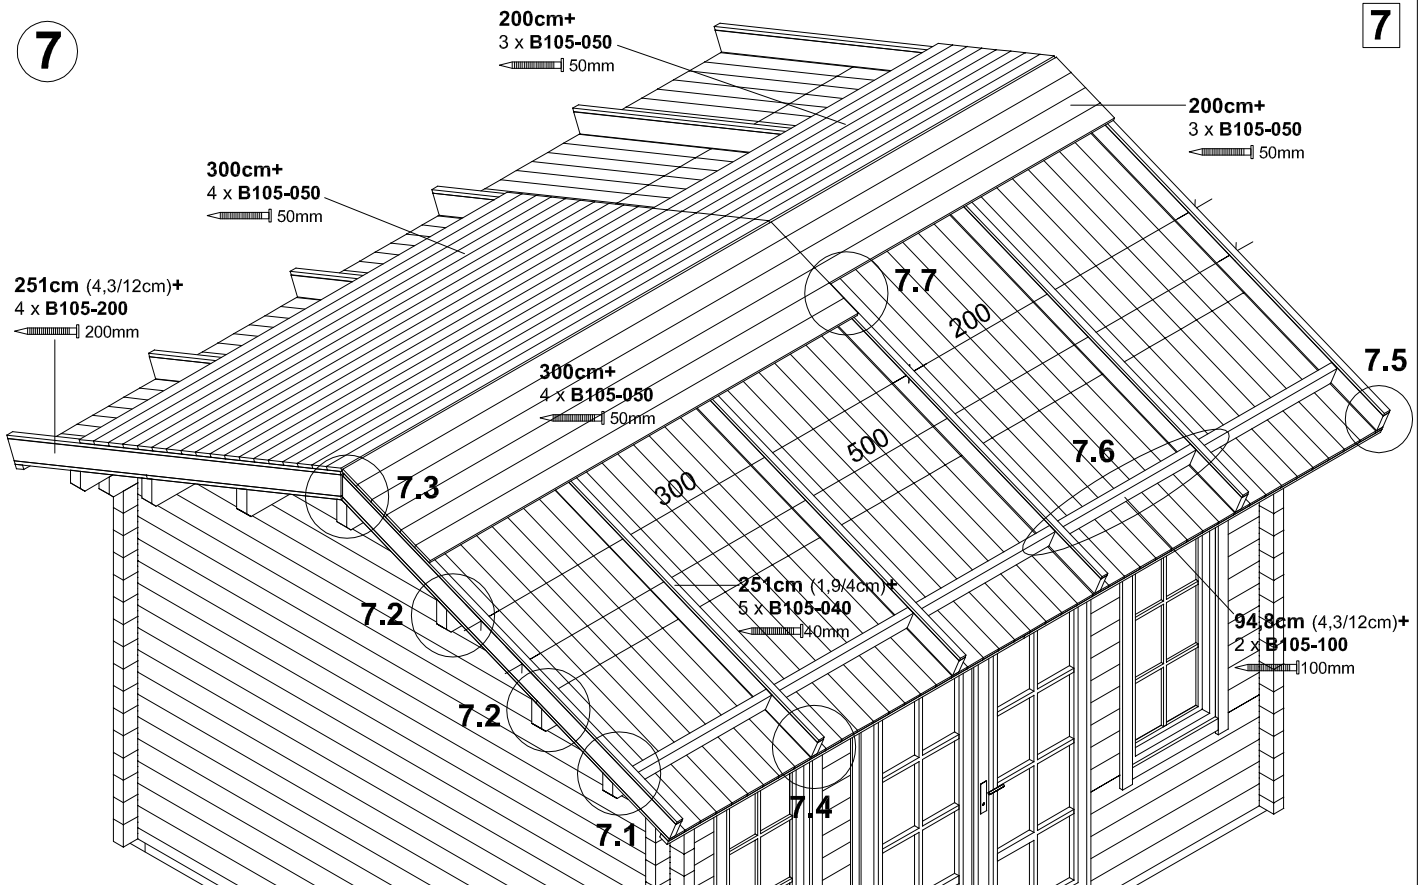 7
7
200cm+
3 x B105-050
50mm
200cm+
3 x B105-050
50mm
300cm+
4 x B105-050
50mm
251cm (4,3/12cm)+
4 x B105-200
200mm
7.7
200
7.5
300cm+
4 x B105-050
50mm
7.6
500
7.3
300
251cm (1,9/4cm)+
5 x B105-040
40mm
7.2
94,8cm (4,3/12cm)+
2 x B105-100
100mm
7.2
7.4
7.1